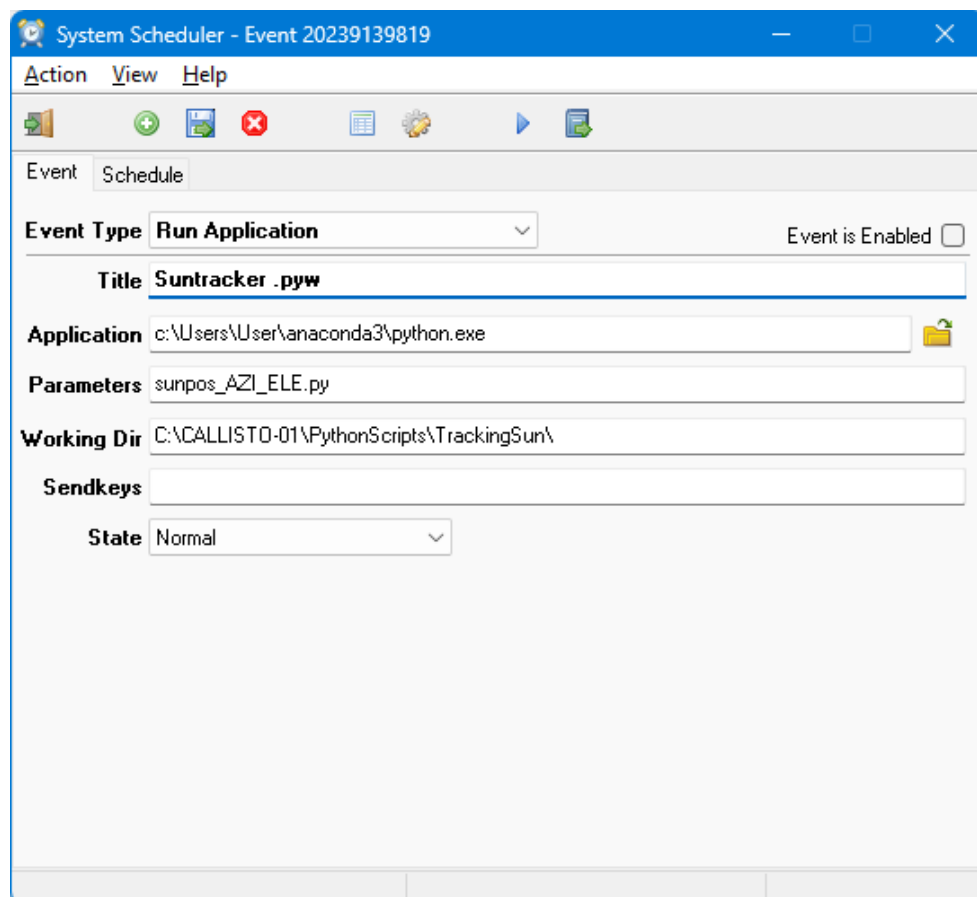 System Scheduler - Event 20239139819
Action View Help
Event Schedule
Event Type Run Application Event is Enabled
Title Suntracker .pyw
Application c:\Users\User\anaconda3\python.exe
Parameters sunpos_AZI_ELE.py
Working Dir C:\CALLISTO-01\PythonScripts\TrackingSun\
Sendkeys
State Normal